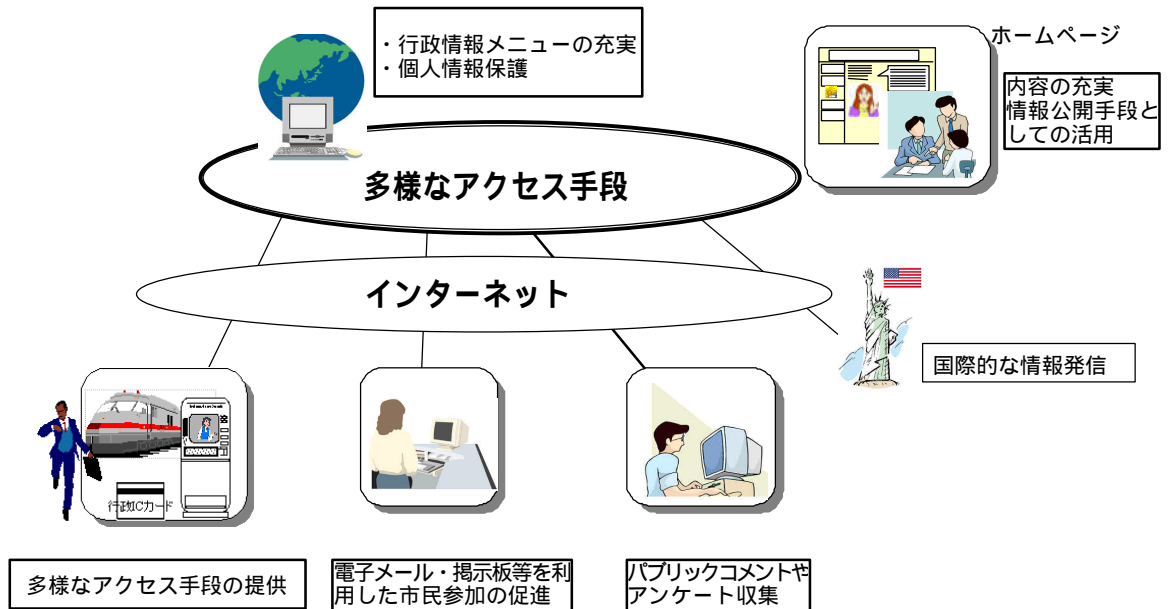 ・行政情報メニューの充実
・個人情報保護
ホームページ
内容の充実
情報公開手段と
しての活用
多様なアクセス手段
インターネット
国際的な情報発信
行政ICカード
多様なアクセス手段の提供
電子メール・掲示板等を利
用した市民参加の促進
パブリックコメントや
アンケート収集